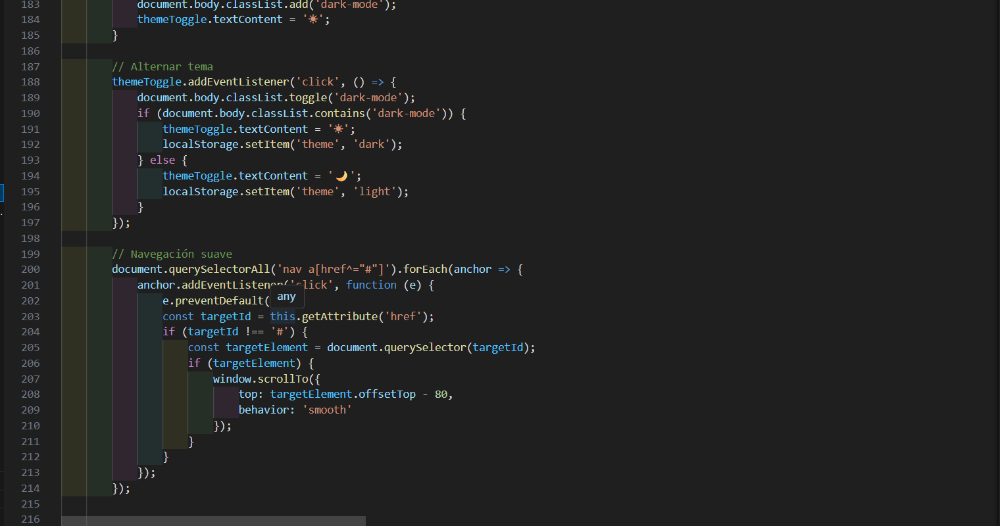 183 document.body.classList.add('dark-mode');
184 themeToggle.textContent = '☀';
185 }
186
187 // Alternar tema
188 themeToggle.addEventListener('click', () => {
189 document.body.classList.toggle('dark-mode');
190 if (document.body.classList.contains('dark-mode')) {
191 themeToggle.textContent = '☀';
192 localStorage.setItem('theme', 'dark');
193 } else {
194 themeToggle.textContent = '🌙';
195 localStorage.setItem('theme', 'light');
196 }
197 });
198
199 // Navegación suave
200 document.querySelectorAll('nav a[href^="#"]').forEach(anchor => {
201 anchor.addEventListener('click', function (e) {
any
202 e.preventDefault(
203 const targetId = this.getAttribute('href');
204 if (targetId !== '#') {
205 const targetElement = document.querySelector(targetId);
206 if (targetElement) {
207 window.scrollTo({
208 top: targetElement.offsetTop - 80,
209 behavior: 'smooth'
210 });
211 }
212 }
213 });
214 });
215
216